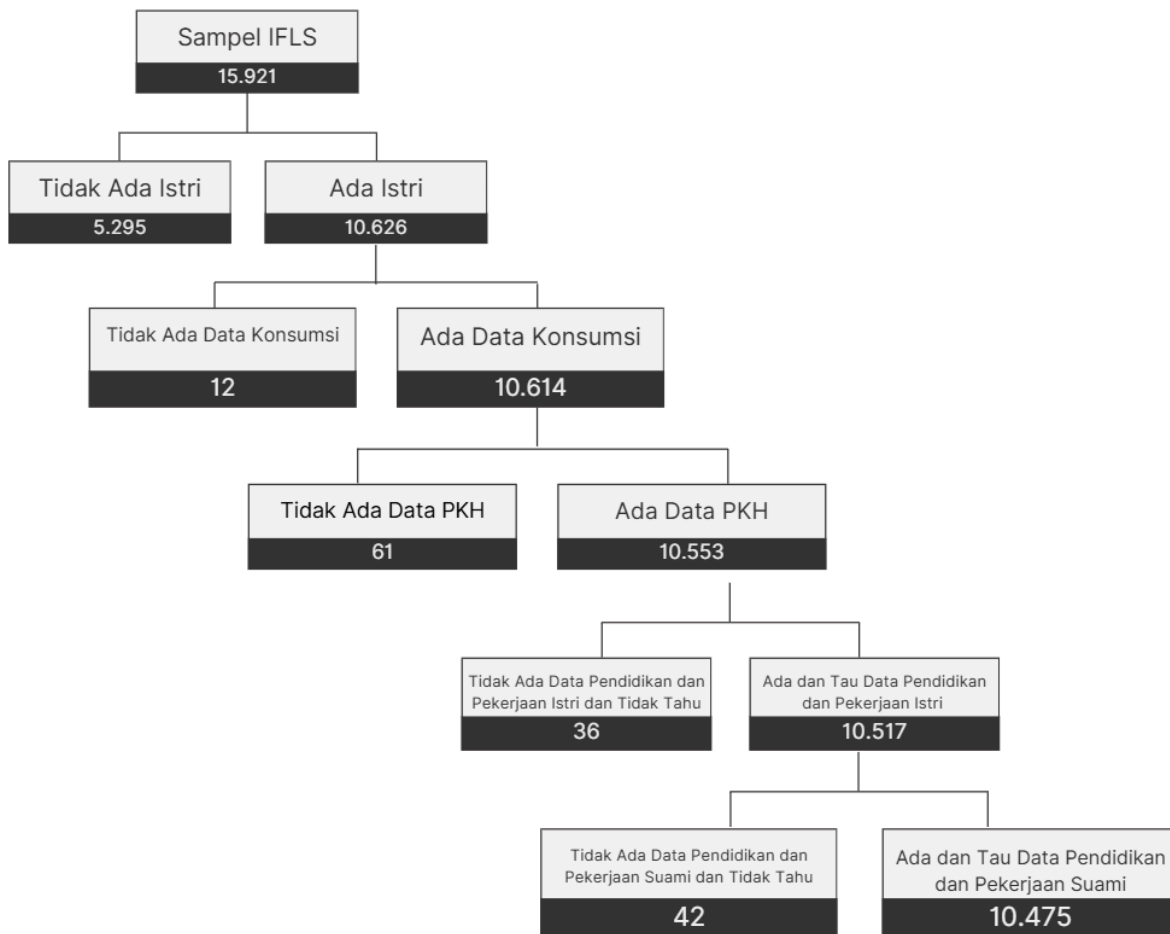 Sampel IFLS
15.921
Tidak Ada Istri
5.295
Ada Istri
10.626
Tidak Ada Data Konsumsi
12
Ada Data Konsumsi
10.614
Tidak Ada Data PKH
61
Ada Data PKH
10.553
Tidak Ada Data Pendidikan dan
Pekerjaan Istri dan Tidak Tahu
36
Ada dan Tau Data Pendidikan
dan Pekerjaan Istri
10.517
Tidak Ada Data Pendidikan dan
Pekerjaan Suami dan Tidak Tahu
42
Ada dan Tau Data Pendidikan
dan Pekerjaan Suami
10.475